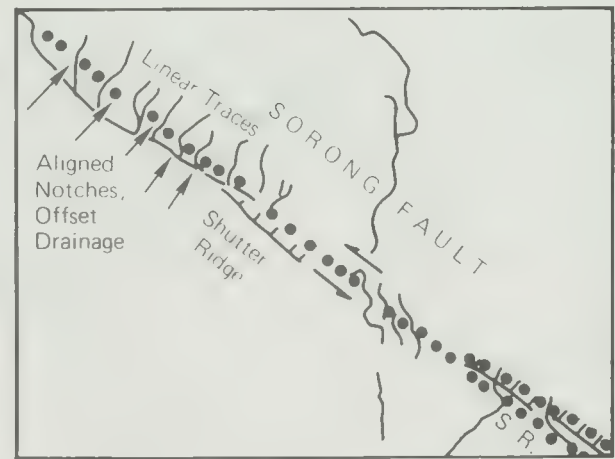 Linear Traces
SORONG FAULT
Aligned
Notches,
Offset
Drainage
Shutter
Ridge
S.R.